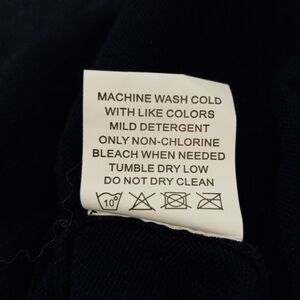 MACHINE WASH COLD
WITH LIKE COLORS
MILD DETERGENT
ONLY NON-CHLORINE
BLEACH WHEN NEEDED
TUMBLE DRY LOW
DO NOT DRY CLEAN
10°